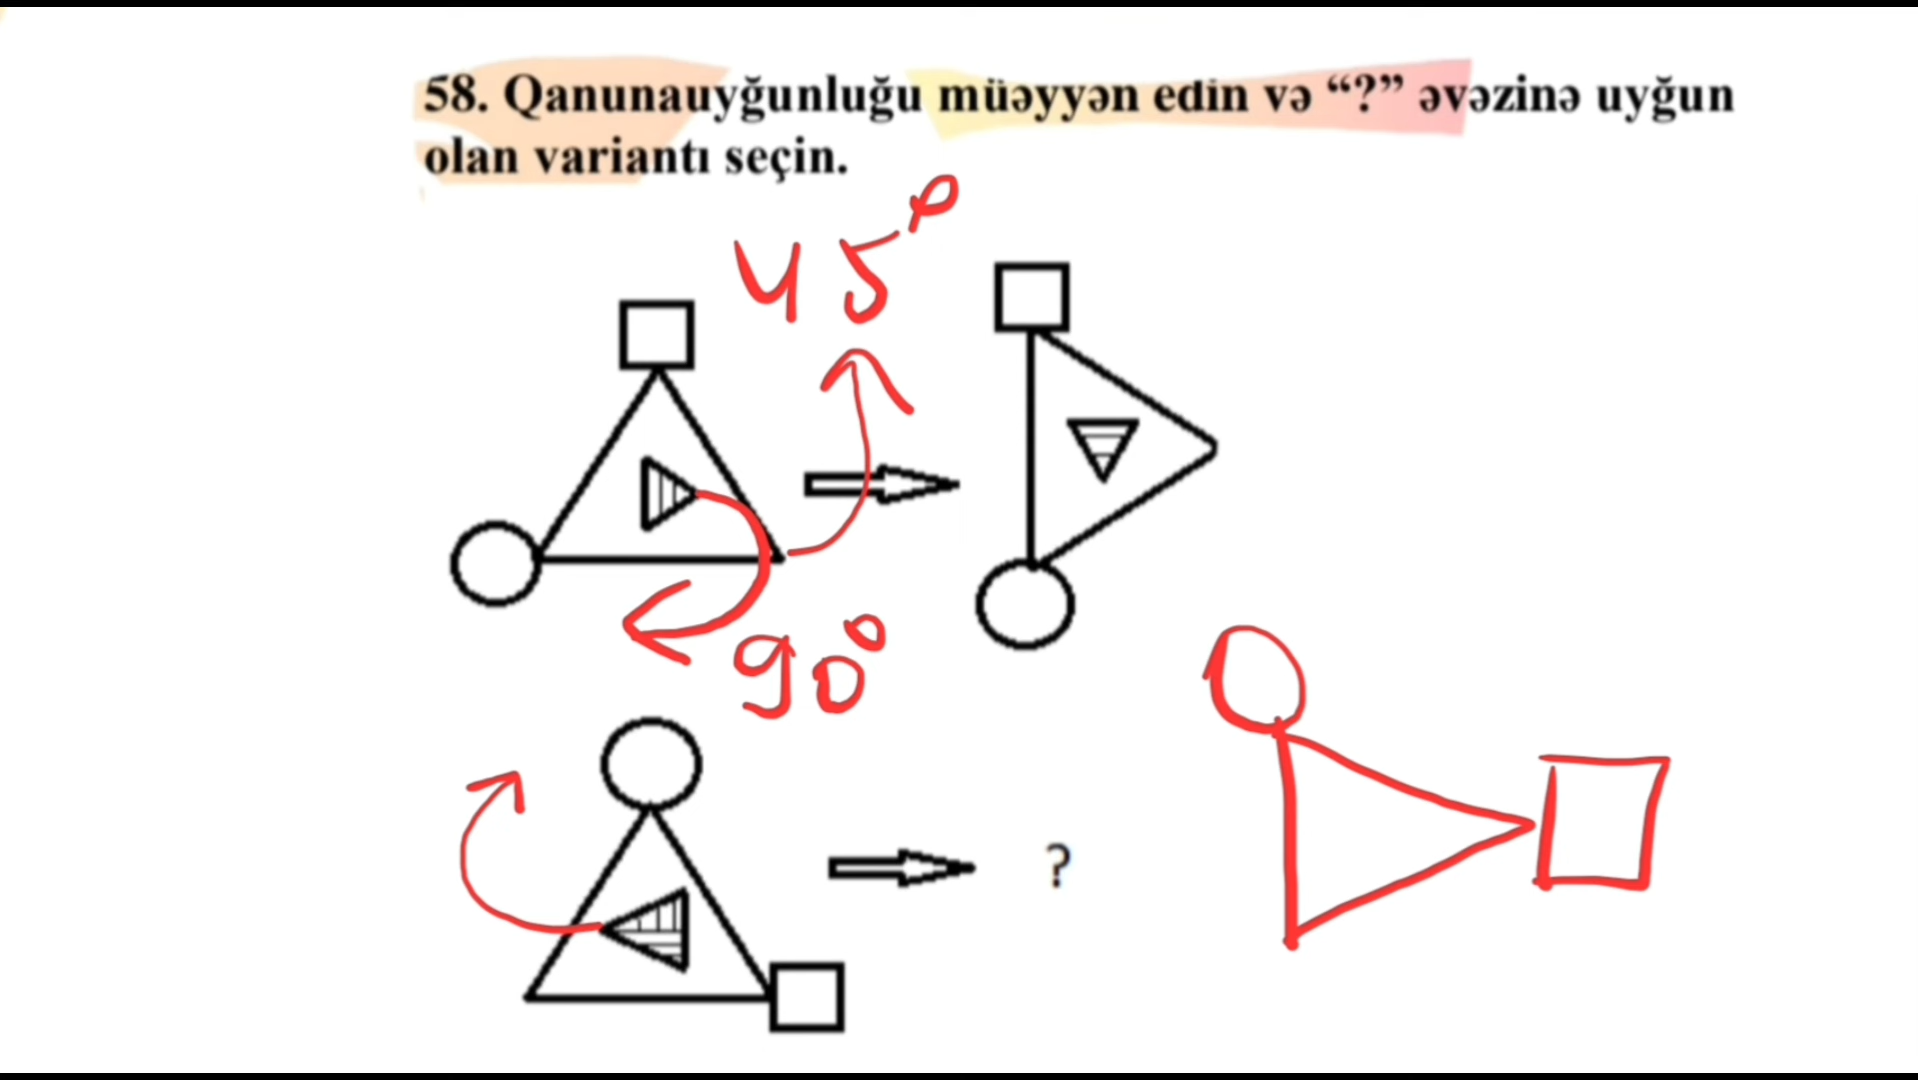 58. Qanunauyğunluğu müəyyən edin və “?” əvəzinə uyğun
olan variantı seçin.
45°
90°
?